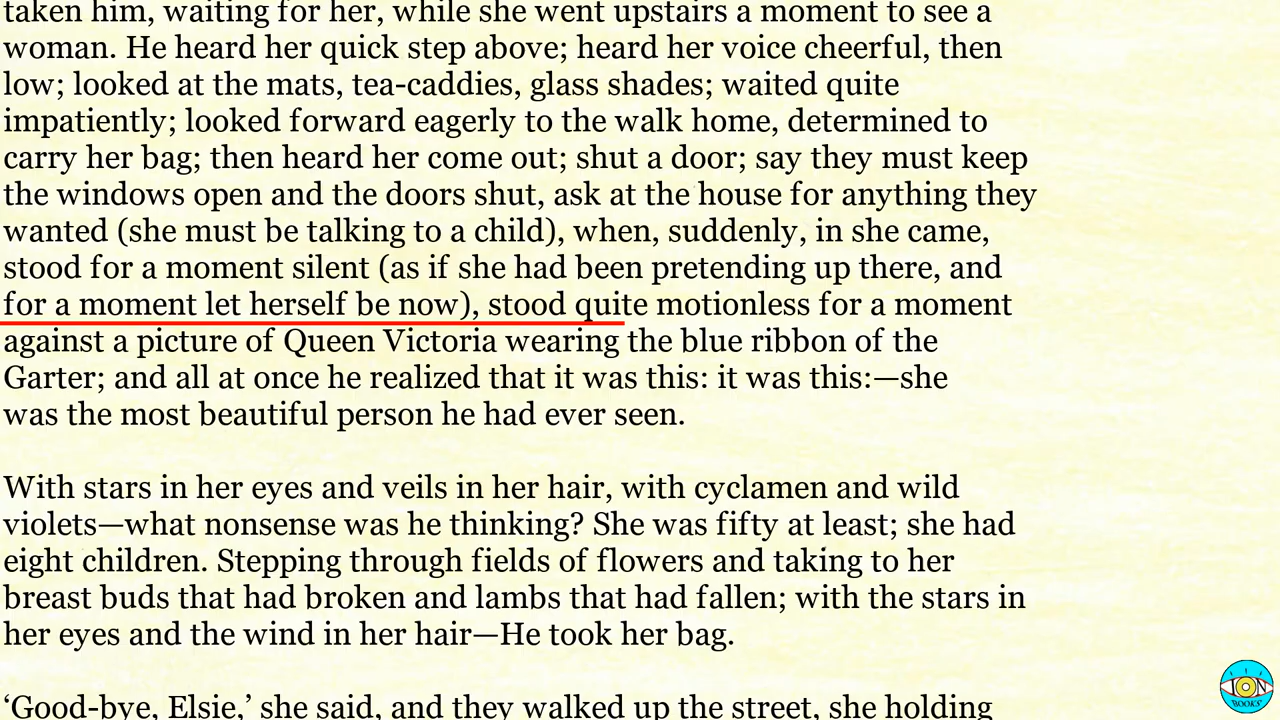 taken him, waiting for her, while she went upstairs a moment to see a
woman. He heard her quick step above; heard her voice cheerful, then
low; looked at the mats, tea-caddies, glass shades; waited quite
impatiently; looked forward eagerly to the walk home, determined to
carry her bag; then heard her come out; shut a door; say they must keep
the windows open and the doors shut, ask at the house for anything they
wanted (she must be talking to a child), when, suddenly, in she came,
stood for a moment silent (as if she had been pretending up there, and
for a moment let herself be now), stood quite motionless for a moment
against a picture of Queen Victoria wearing the blue ribbon of the
Garter; and all at once he realized that it was this: it was this:—she
was the most beautiful person he had ever seen.
With stars in her eyes and veils in her hair, with cyclamen and wild
violets—what nonsense was he thinking? She was fifty at least; she had
eight children. Stepping through fields of flowers and taking to her
breast buds that had broken and lambs that had fallen; with the stars in
her eyes and the wind in her hair—He took her bag.
‘Good-bye, Elsie,’ she said, and they walked up the street, she holding
ION
BOOKS